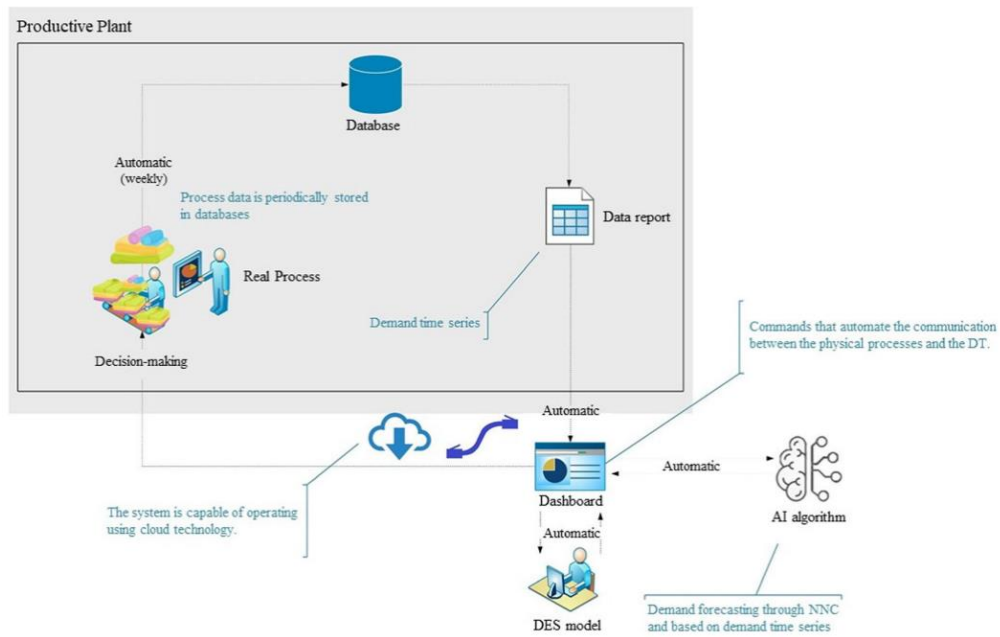 Productive Plant
Database
Automatic
(weekly)
Process data is periodically stored
in databases
Data report
Real Process
Demand time series
Commands that automate the communication
between the physical processes and the DT.
Decision-making
Automatic
Automatic
Dashboard
AI algorithm
The system is capable of operating
using cloud technology.
Automatic
DES model
Demand forecasting through NNC
and based on demand time series